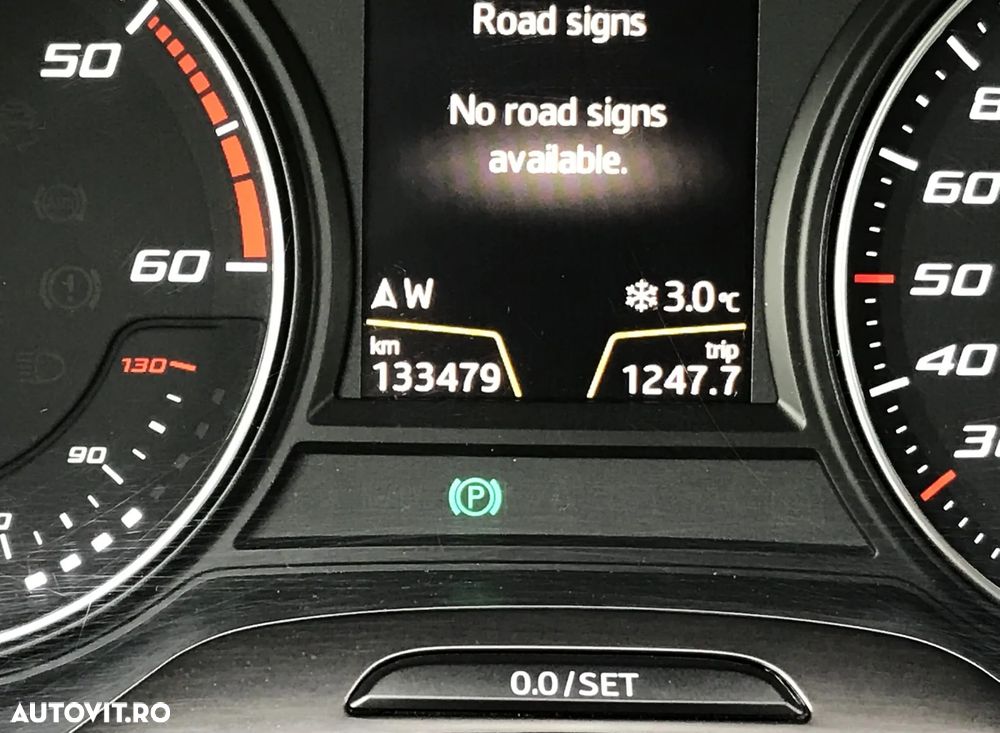 Road signs
No road signs
available.
W
3.0°C
km
trip
133479
1247.7
50
60
130
90
60
50
40
P
0.0/SET
AUTOVIT.RO